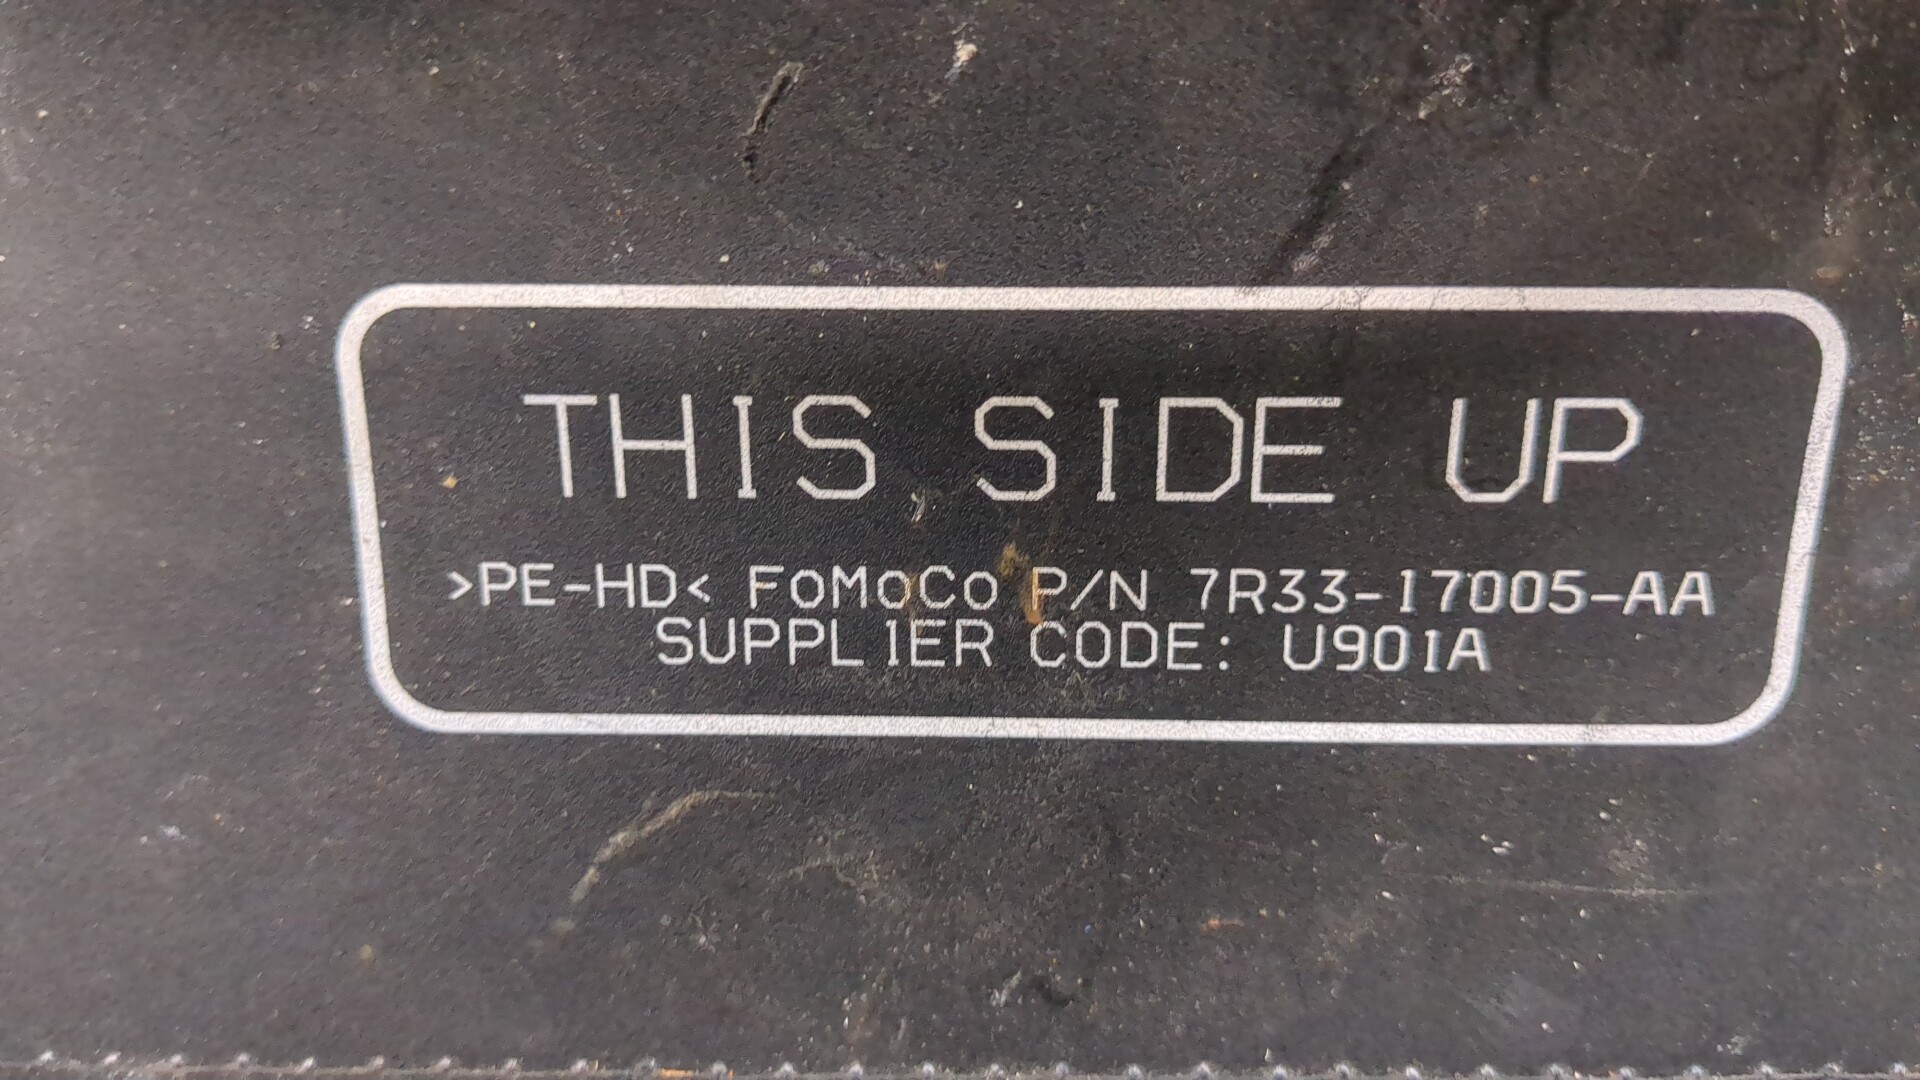 THIS SIDE UP
>PE-HD< FoMoCo P/N 7R33-17005-AA
SUPPLIER CODE: U901A